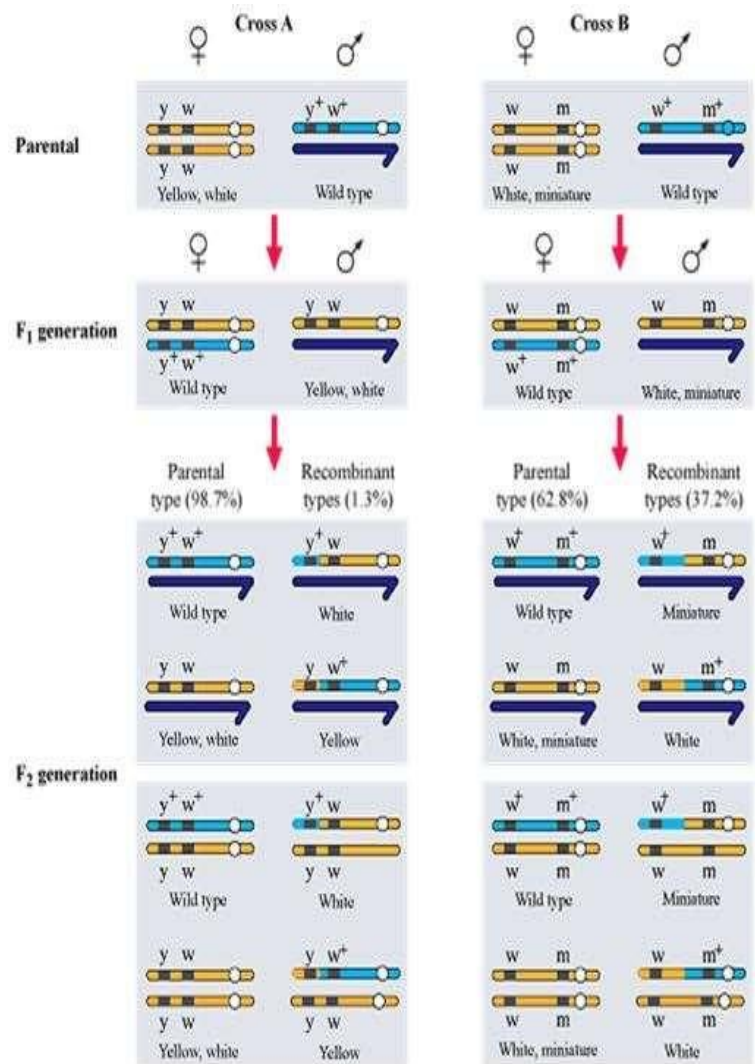 Cross A
Cross B
♀ ♂ ♀ ♂
Parental
y w
y⁺ w⁺
w m
w⁺ m⁺
y w
w m
Yellow, white
Wild type
White, miniature
Wild type
♀ ♂ ♀ ♂
F₁ generation
y w
y w
w m
w m
y⁺ w⁺
w⁺ m⁺
Wild type
Yellow, white
Wild type
White, miniature
Parental
type (98.7%)
Recombinant
types (1.3%)
Parental
type (62.8%)
Recombinant
types (37.2%)
y⁺ w⁺
y⁺ w
w⁺ m⁺
w⁺ m
Wild type
White
Wild type
Miniature
y w
y w⁺
w m
w m⁺
Yellow, white
Yellow
White, miniature
White
F₂ generation
y⁺ w⁺
y⁺ w
w⁺ m⁺
w⁺ m
y w
y w
w m
w m
Wild type
White
Wild type
Miniature
y w
y w⁺
w m
w m⁺
y w
y w
w m
w m
Yellow, white
Yellow
White, miniature
White